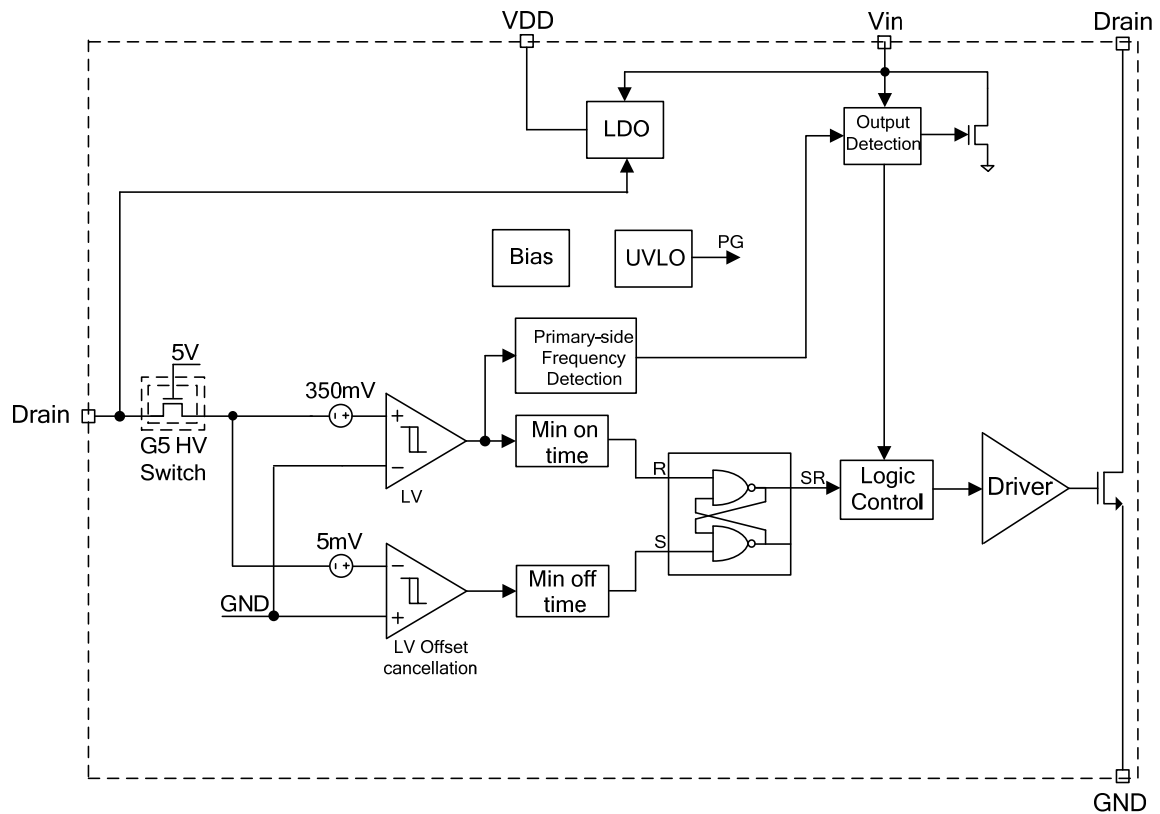 VDD
Vin
Drain
LDO
Output
Detection
Bias
UVLO
PG
Primary-side
Frequency
Detection
5V
350mV
Drain
+
G5 HV
Switch
Min on
time
−
LV
R
SR
Logic
Control
Driver
5mV
−
S
Min off
time
GND
+
LV Offset
cancellation
GND